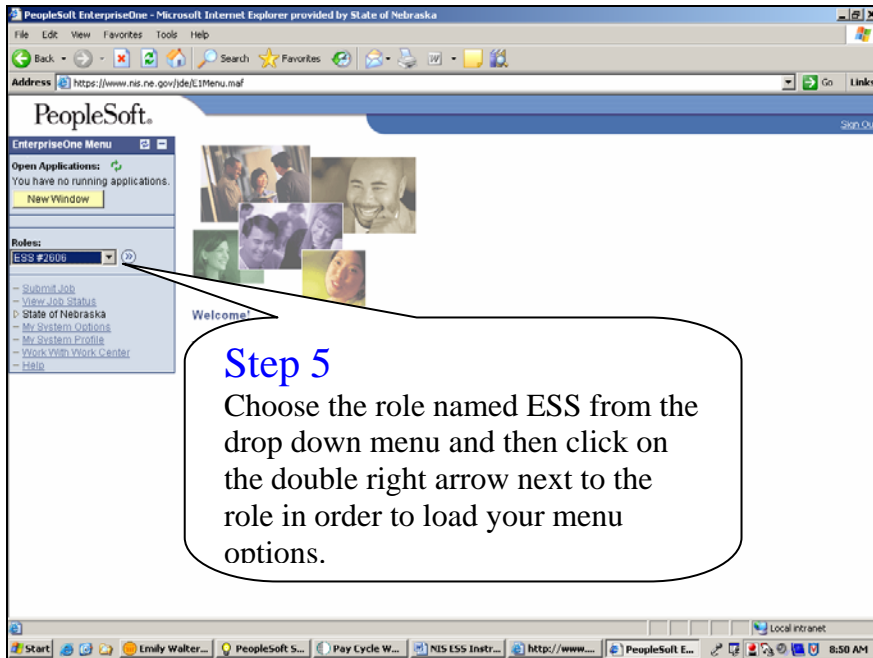 PeopleSoft EnterpriseOne - Microsoft Internet Explorer provided by State of Nebraska
File Edit View Favorites Tools Help
Back Search Favorites
Address https://www.nis.ne.gov/jde/E1Menu.maf Go Links
PeopleSoft.
Sign Ou
EnterpriseOne Menu
Open Applications:
You have no running applications.
New Window
Roles:
ESS #2606
Submit Job
View Job Status
State of Nebraska
My System Options
My System Profile
Work With Work Center
Help
Welcome!
Step 5
Choose the role named ESS from the
drop down menu and then click on
the double right arrow next to the
role in order to load your menu
options.
Local intranet
Start Emily Walter... PeopleSoft S... Pay Cycle W... NIS ESS Instr... http://www.... PeopleSoft E... 8:50 AM